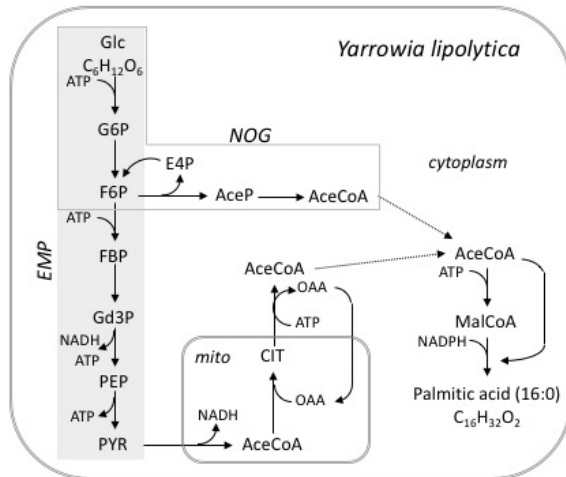 Yarrowia lipolytica
Glc
C₆H₁₂O₆
ATP
G6P
NOG
E4P
cytoplasm
F6P
AceP
AceCoA
ATP
EMP
FBP
AceCoA
AceCoA
OAA
ATP
Gd3P
ATP
MalCoA
NADH
ATP
mito
CIT
NADPH
PEP
Palmitic acid (16:0)
OAA
C₁₆H₃₂O₂
ATP
NADH
PYR
AceCoA